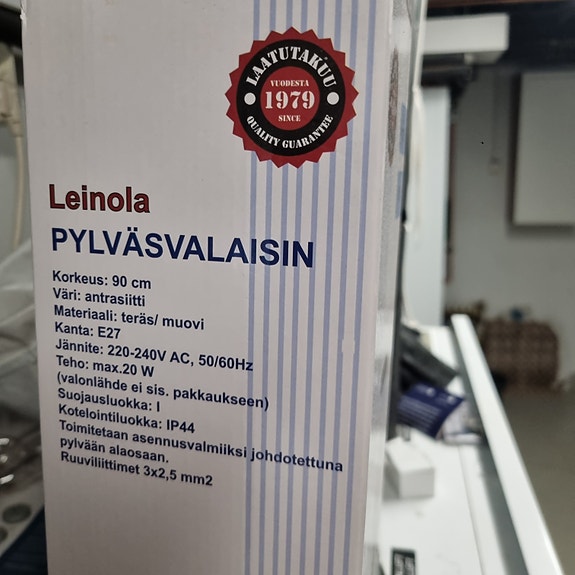 LAATUTAKUU
VUODESTA
1979
SINCE
QUALITY GUARANTEE
Leinola
PYLVÄSVALAISIN
Korkeus: 90 cm
Väri: antrasiitti
Materiaali: teräs/ muovi
Kanta: E27
Jännite: 220-240V AC, 50/60Hz
Teho: max.20 W
(valonlähde ei sis. pakkaukseen)
Suojausluokka: I
Kotelointiluokka: IP44
Toimitetaan asennusvalmiiksi johdotettuna
pylvään alaosaan.
Ruuviliittimet 3x2,5 mm2